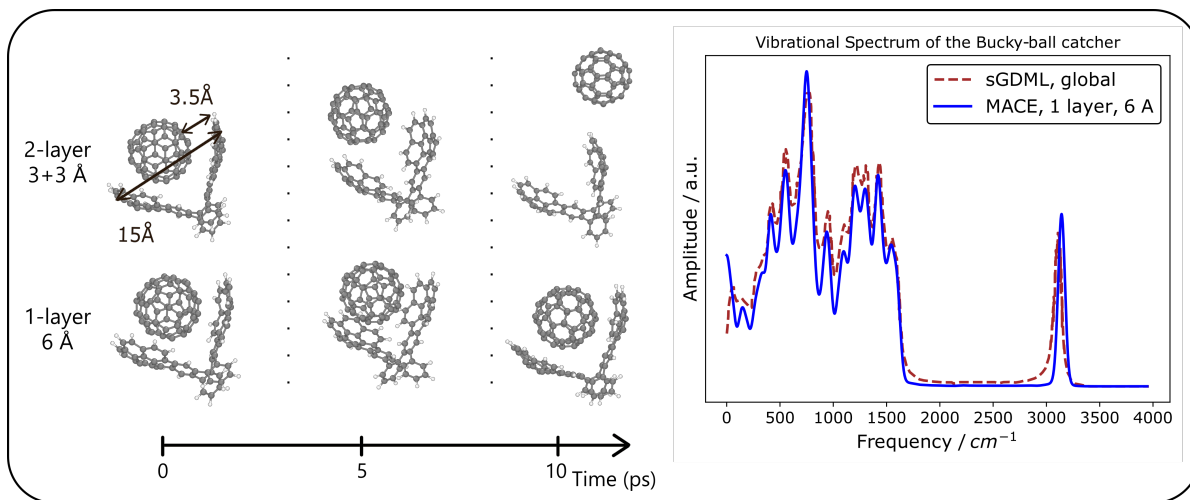 3.5Å
2-layer
3+3 Å
15Å
1-layer
6 Å
0
5
10
Time (ps)
Vibrational Spectrum of the Bucky-ball catcher
sGDML, global
MACE, 1 layer, 6 A
Amplitude / a.u.
0
500
1000
1500
2000
2500
3000
3500
4000
Frequency / cm⁻¹